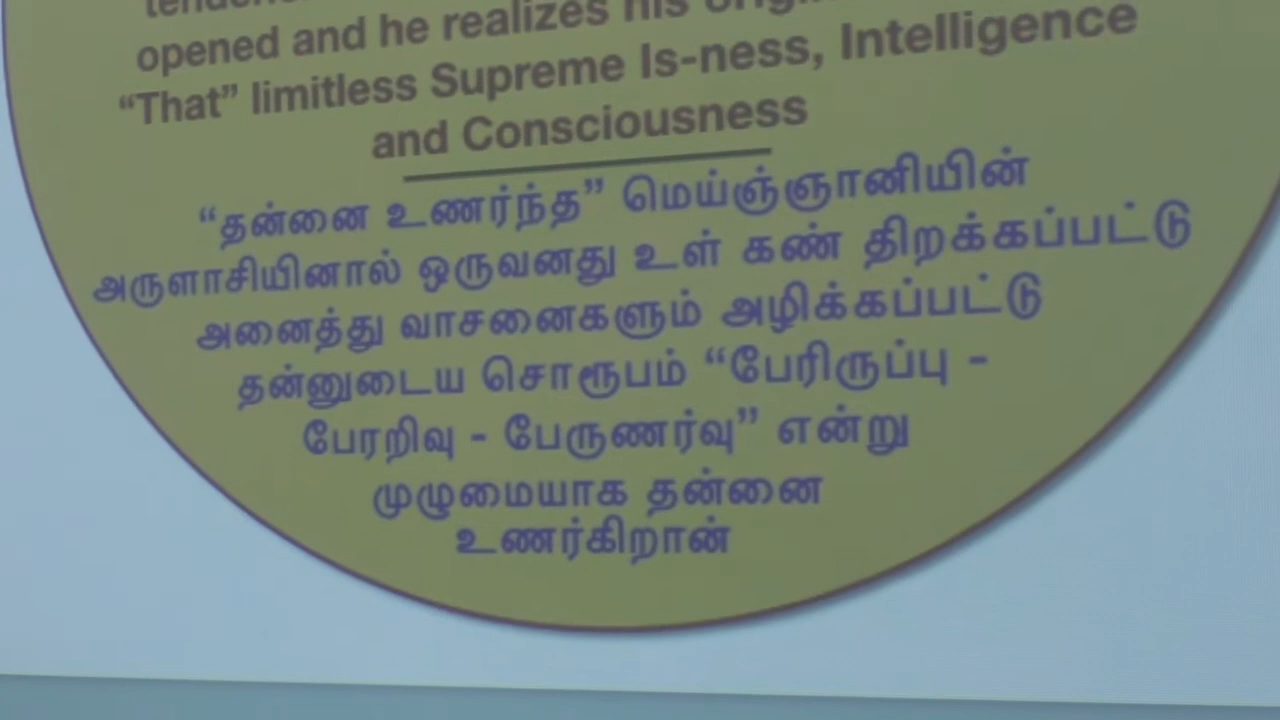 opened and he realizes his
“That” limitless Supreme Is-ness, Intelligence
and Consciousness
“தன்னை உணர்ந்த” மெய்ஞ்ஞானியின்
அருளாசியினால் ஒருவனது உள் கண் திறக்கப்பட்டு
அனைத்து வாசனைகளும் அழிக்கப்பட்டு
தன்னுடைய சொரூபம் “பேரிருப்பு -
பேரறிவு - பேருணர்வு” என்று
முழுமையாக தன்னை
உணர்கிறான்